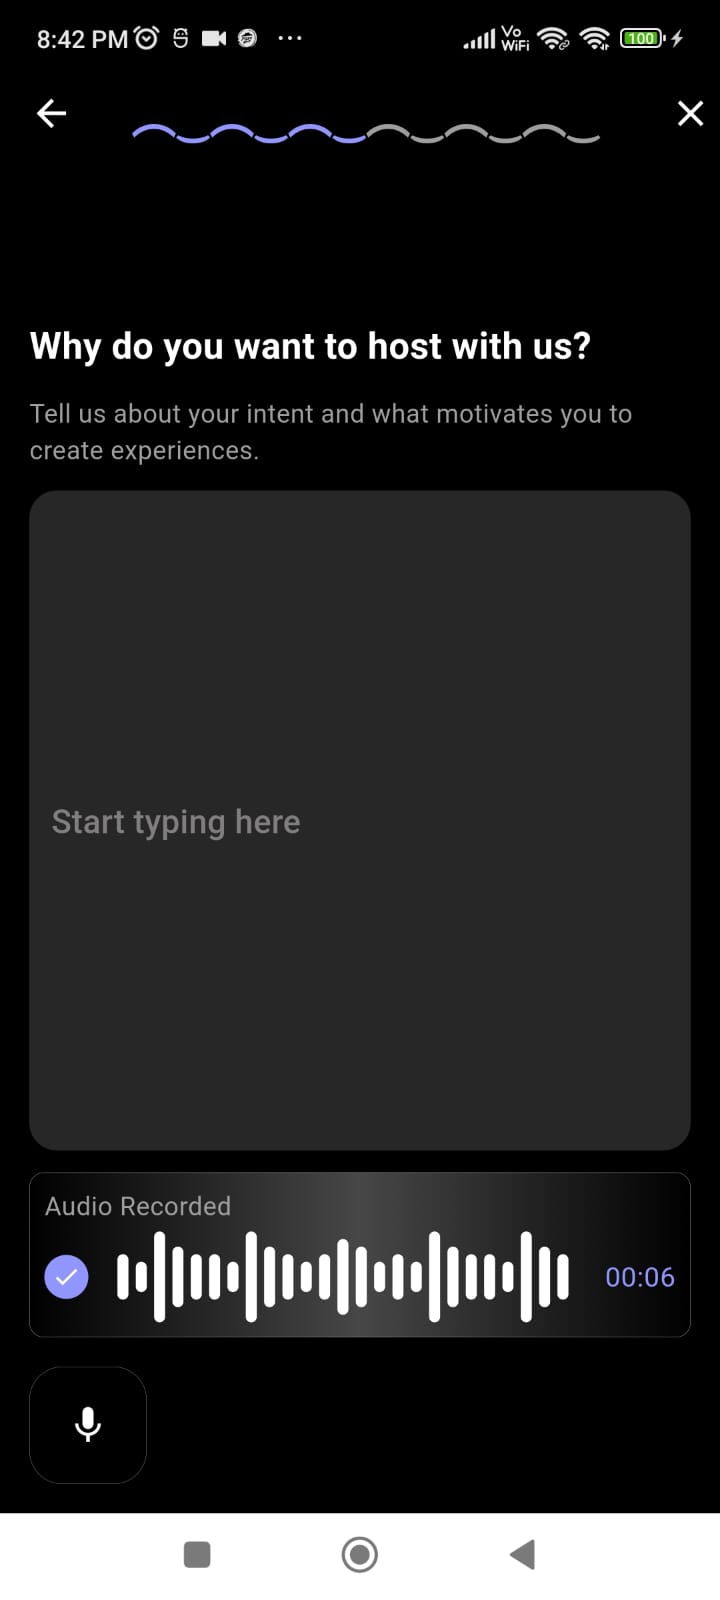 8:42 PM
Vo
WiFi
100
Why do you want to host with us?
Tell us about your intent and what motivates you to
create experiences.
Start typing here
Audio Recorded
00:06